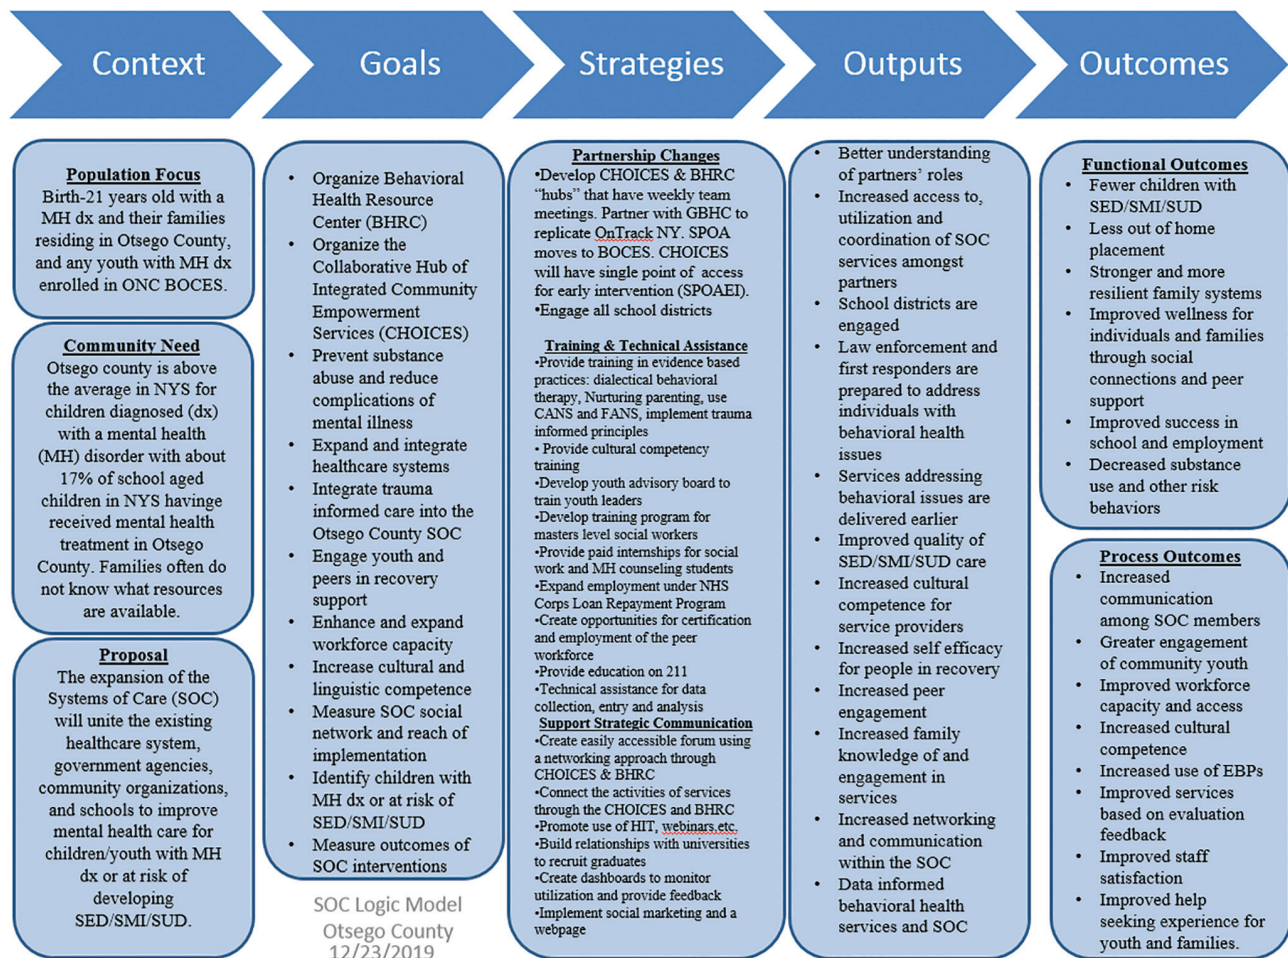 Context
Goals
Strategies
Outputs
Outcomes
Population Focus
Birth-21 years old with a
MH dx and their families
residing in Otsego County,
and any youth with MH dx
enrolled in ONC BOCES.
Community Need
Otsego county is above
the average in NYS for
children diagnosed (dx)
with a mental health
(MH) disorder with about
17% of school aged
children in NYS havinge
received mental health
treatment in Otsego
County. Families often do
not know what resources
are available.
Proposal
The expansion of the
Systems of Care (SOC)
will unite the existing
healthcare system,
government agencies,
community organizations,
and schools to improve
mental health care for
children/youth with MH
dx or at risk of
developing
SED/SMI/SUD.
• Organize Behavioral
Health Resource
Center (BHRC)
• Organize the
Collaborative Hub of
Integrated Community
Empowerment
Services (CHOICES)
• Prevent substance
abuse and reduce
complications of
mental illness
• Expand and integrate
healthcare systems
• Integrate trauma
informed care into the
Otsego County SOC
• Engage youth and
peers in recovery
support
• Enhance and expand
workforce capacity
• Increase cultural and
linguistic competence
• Measure SOC social
network and reach of
implementation
• Identify children with
MH dx or at risk of
SED/SMI/SUD
• Measure outcomes of
SOC interventions
SOC Logic Model
Otsego County
12/23/2019
Partnership Changes
•Develop CHOICES & BHRC
“hubs” that have weekly team
meetings. Partner with GBHC to
replicate OnTrack NY. SPOA
moves to BOCES. CHOICES
will have single point of access
for early intervention (SPOAEI).
•Engage all school districts
Training & Technical Assistance
•Provide training in evidence based
practices: dialectical behavioral
therapy, Nurturing parenting, use
CANS and FANS, implement trauma
informed principles
• Provide cultural competency
training
•Develop youth advisory board to
train youth leaders
•Develop training program for
masters level social workers
•Provide paid internships for social
work and MH counseling students
•Expand employment under NHS
Corps Loan Repayment Program
•Create opportunities for certification
and employment of the peer
workforce
•Provide education on 211
•Technical assistance for data
collection, entry and analysis
Support Strategic Communication
•Create easily accessible forum using
a networking approach through
CHOICES & BHRC
•Connect the activities of services
through the CHOICES and BHRC
•Promote use of HIT, webinars.etc.
•Build relationships with universities
to recruit graduates
•Create dashboards to monitor
utilization and provide feedback
•Implement social marketing and a
webpage
• Better understanding
of partners’ roles
• Increased access to,
utilization and
coordination of SOC
services amongst
partners
• School districts are
engaged
• Law enforcement and
first responders are
prepared to address
individuals with
behavioral health
issues
• Services addressing
behavioral issues are
delivered earlier
• Improved quality of
SED/SMI/SUD care
• Increased cultural
competence for
service providers
• Increased self efficacy
for people in recovery
• Increased peer
engagement
• Increased family
knowledge of and
engagement in
services
• Increased networking
and communication
within the SOC
• Data informed
behavioral health
services and SOC
Functional Outcomes
• Fewer children with
SED/SMI/SUD
• Less out of home
placement
• Stronger and more
resilient family systems
• Improved wellness for
individuals and families
through social
connections and peer
support
• Improved success in
school and employment
• Decreased substance
use and other risk
behaviors
Process Outcomes
• Increased
communication
among SOC members
• Greater engagement
of community youth
• Improved workforce
capacity and access
• Increased cultural
competence
• Increased use of EBPs
• Improved services
based on evaluation
feedback
• Improved staff
satisfaction
• Improved help
seeking experience for
youth and families.